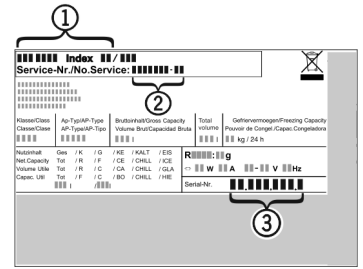 1
Index /
Service-Nr./No.Service: -
2
Klasse/Class Ap-Typ/AP-Type Bruttoinhalt/Gross Capacity Total Gefriervermoegen/Freezing Capacity
Classe/Clase AP-Type/AP-Tipo Volume Brut/Capacidad Bruta volume Pouvoir de Congel./Capac.Congeladora
l l kg / 24 h
Nutzinhalt Ges / K / G / KE / KALT / EIS
Net.Capacity Tot / R / F / CE / CHILL / ICE
Volume Utile Tot / R / C / CA / CHILL / GLA
Capac. Util Tot / F / C / BO / CHILL / HIE
l / l
R : g
W A - V Hz
Serial-Nr. . . .
3